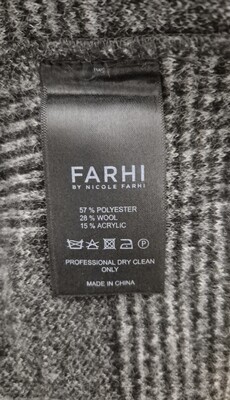 FARHI
BY NICOLE FARHI
57 % POLYESTER
28 % WOOL
15 % ACRYLIC
P
PROFESSIONAL DRY CLEAN
ONLY
MADE IN CHINA